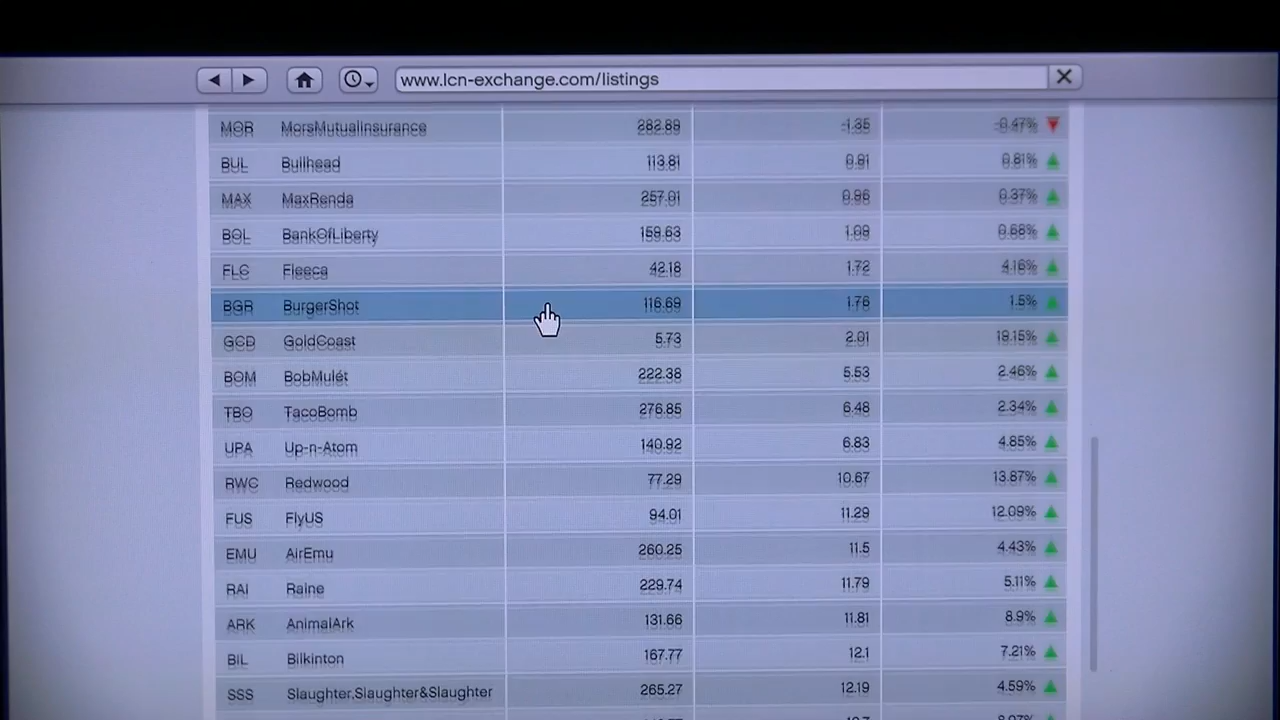 www.lcn-exchange.com/listings
MOR MorsMutualInsurance 282.89 -1.35 -0.47%
BUL Bullhead 113.81 0.91 0.81%
MAX MaxRenda 257.01 0.96 0.37%
BOL BankOfLiberty 159.63 1.09 0.68%
FLC Fleeca 42.18 1.72 4.16%
BGR BurgerShot 116.69 1.76 1.5%
GCD GoldCoast 5.73 2.01 19.15%
BOM BobMulét 222.38 5.53 2.46%
TBO TacoBomb 276.85 6.48 2.34%
UPA Up-n-Atom 140.92 6.83 4.85%
RWC Redwood 77.29 10.67 13.87%
FUS FlyUS 94.01 11.29 12.09%
EMU AirEmu 260.25 11.5 4.43%
RAI Raine 229.74 11.79 5.11%
ARK AnimalArk 131.66 11.81 8.9%
BIL Bilkinton 167.77 12.1 7.21%
SSS Slaughter,Slaughter&Slaughter 265.27 12.19 4.59%